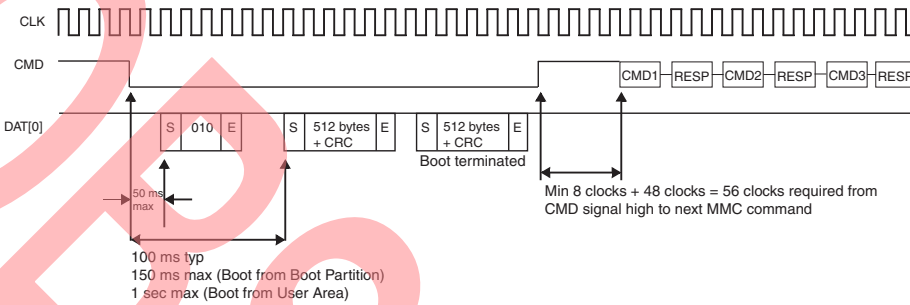 CLK
CMD
CMD1 RESP CMD2 RESP CMD3 RESP
DAT[0]
S 010 E S 512 bytes + CRC E S 512 bytes + CRC E
Boot terminated
50 ms
max
Min 8 clocks + 48 clocks = 56 clocks required from
CMD signal high to next MMC command
100 ms typ
150 ms max (Boot from Boot Partition)
1 sec max (Boot from User Area)